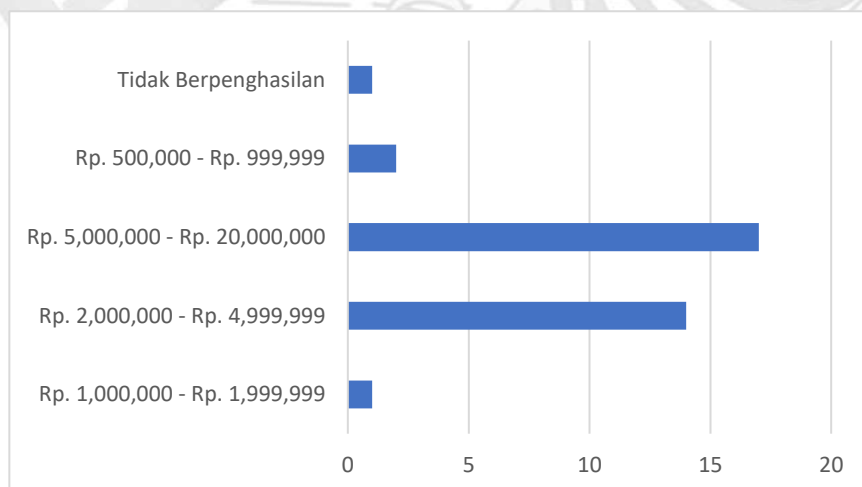 Tidak Berpenghasilan
Rp. 500,000 - Rp. 999,999
Rp. 5,000,000 - Rp. 20,000,000
Rp. 2,000,000 - Rp. 4,999,999
Rp. 1,000,000 - Rp. 1,999,999
0 5 10 15 20